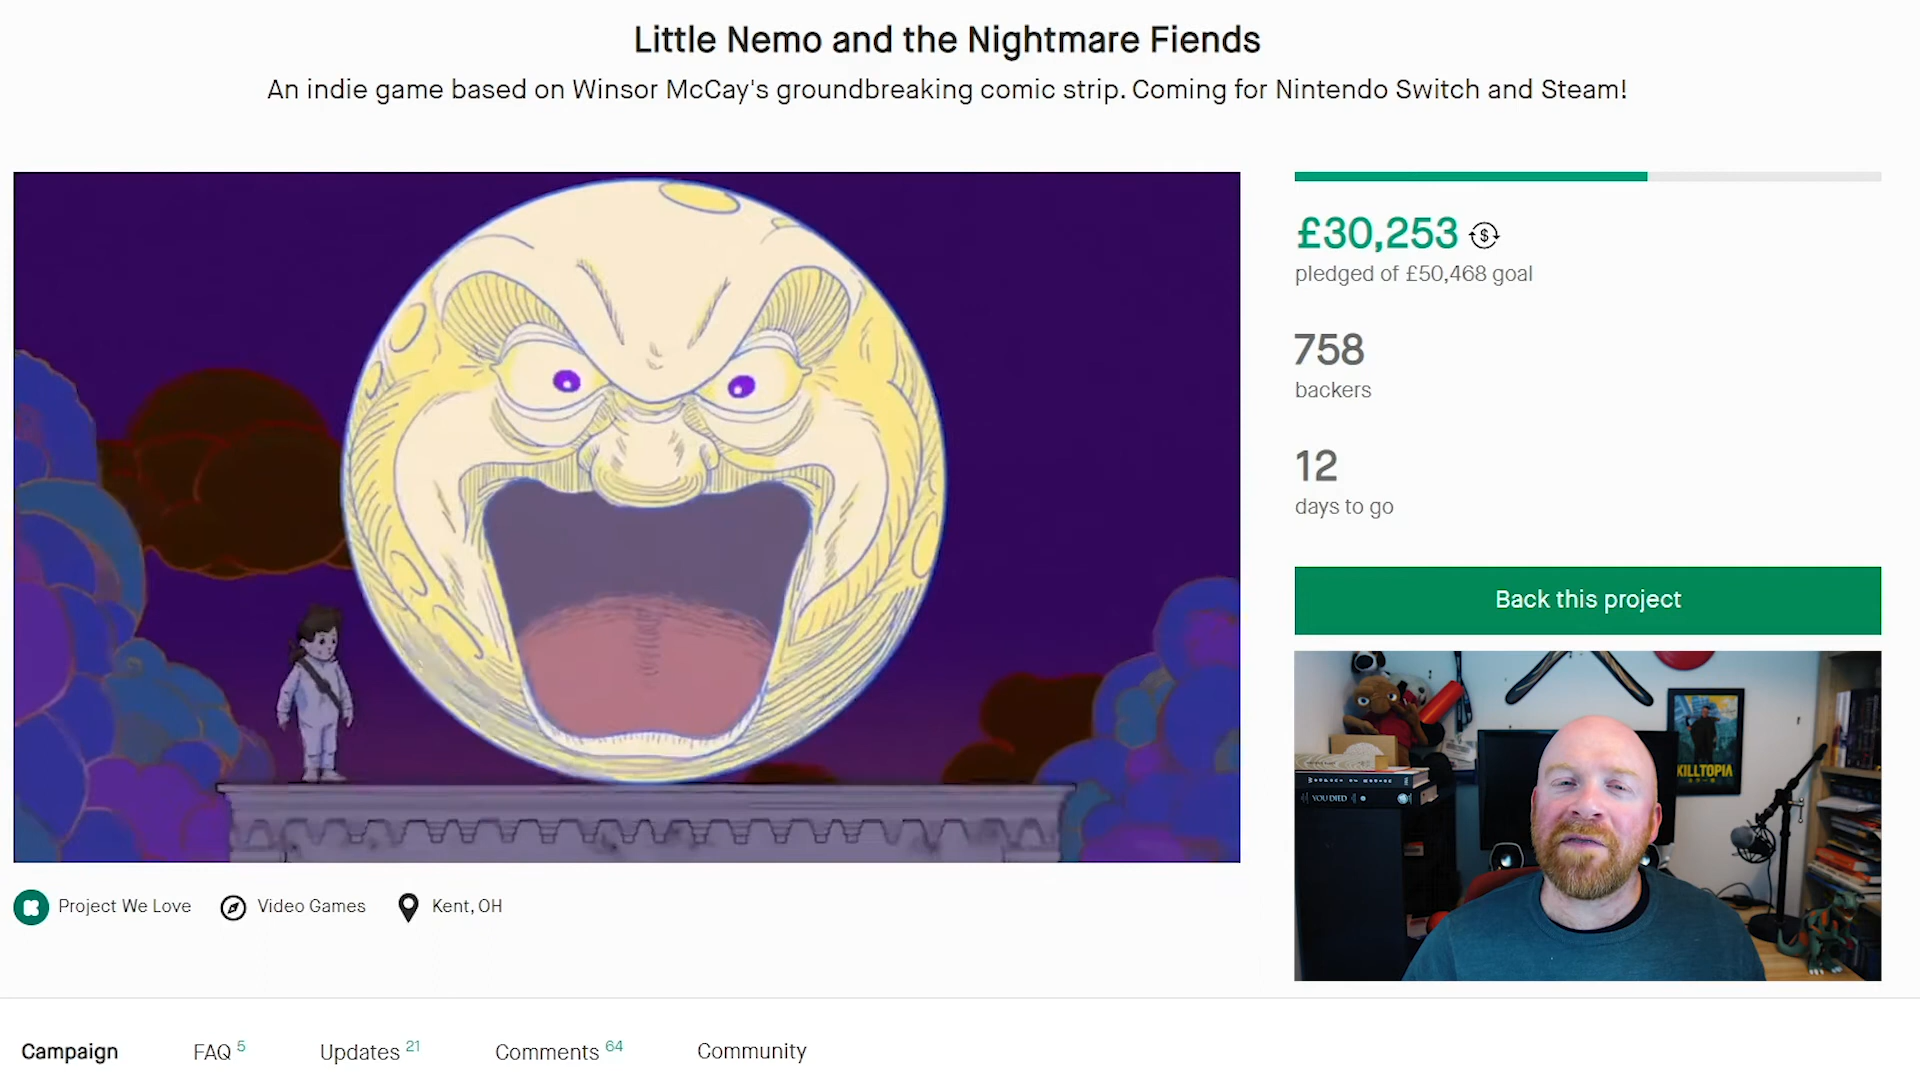 Little Nemo and the Nightmare Fiends
An indie game based on Winsor McCay's groundbreaking comic strip. Coming for Nintendo Switch and Steam!
£30,253
pledged of £50,468 goal
758
backers
12
days to go
Back this project
KILLTOPIA
YOU DIED
Project We Love
Video Games
Kent, OH
Campaign
FAQ 5
Updates 21
Comments 64
Community